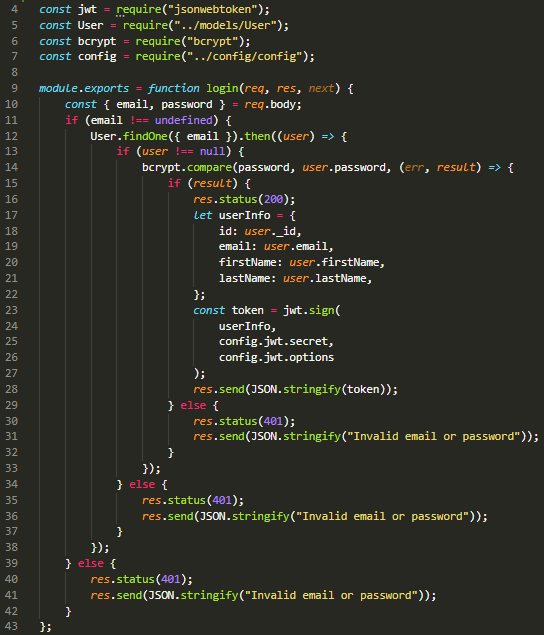 4 const jwt = require("jsonwebtoken");
5 const User = require("../models/User");
6 const bcrypt = require("bcrypt");
7 const config = require("../config/config");
8
9 module.exports = function login(req, res, next) {
10     const { email, password } = req.body;
11     if (email !== undefined) {
12         User.findOne({ email }).then((user) => {
13             if (user !== null) {
14                 bcrypt.compare(password, user.password, (err, result) => {
15                     if (result) {
16                         res.status(200);
17                         let userInfo = {
18                             id: user._id,
19                             email: user.email,
20                             firstName: user.firstName,
21                             lastName: user.lastName,
22                         };
23                         const token = jwt.sign(
24                             userInfo,
25                             config.jwt.secret,
26                             config.jwt.options
27                         );
28                         res.send(JSON.stringify(token));
29                     } else {
30                         res.status(401);
31                         res.send(JSON.stringify("Invalid email or password"));
32                     }
33                 });
34             } else {
35                 res.status(401);
36                 res.send(JSON.stringify("Invalid email or password"));
37             }
38         });
39     } else {
40         res.status(401);
41         res.send(JSON.stringify("Invalid email or password"));
42     }
43 };